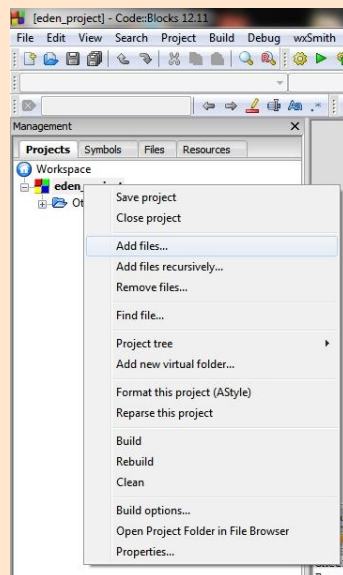 [eden_project] - Code::Blocks 12.11
File Edit View Search Project Build Debug wxSmith
Management
Projects Symbols Files Resources
Workspace
Save project
Close project
Add files...
Add files recursively...
Remove files...
Find file...
Project tree
Add new virtual folder...
Format this project (AStyle)
Reparse this project
Build
Rebuild
Clean
Build options...
Open Project Folder in File Browser
Properties...